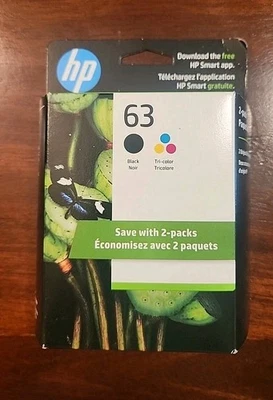 hp
Download the free
HP Smart app.
Téléchargez l'application
HP Smart gratuite.
63
Black
Noir
Tri-color
Tricolore
Save with 2-packs
Économisez avec 2 paquets